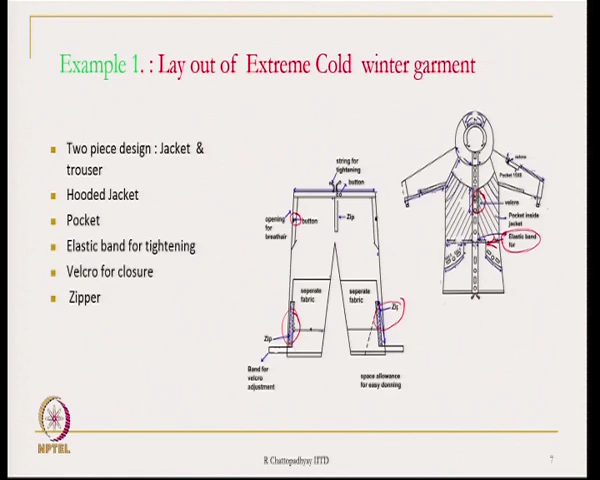 Example 1. : Lay out of Extreme Cold winter garment
Two piece design : Jacket &
trouser
Hooded Jacket
Pocket
Elastic band for tightening
Velcro for closure
Zipper
string for
tightening
button
opening
for
breathair
button
Zip
seperate
fabric
seperate
fabric
Zip
Zip
Band for
velcro
adjustment
space allowance
for easy donning
velcro
velcro
Pocket inside
jacket
Elastic band
for
NPTEL
R Chattopadhyay IITD
7